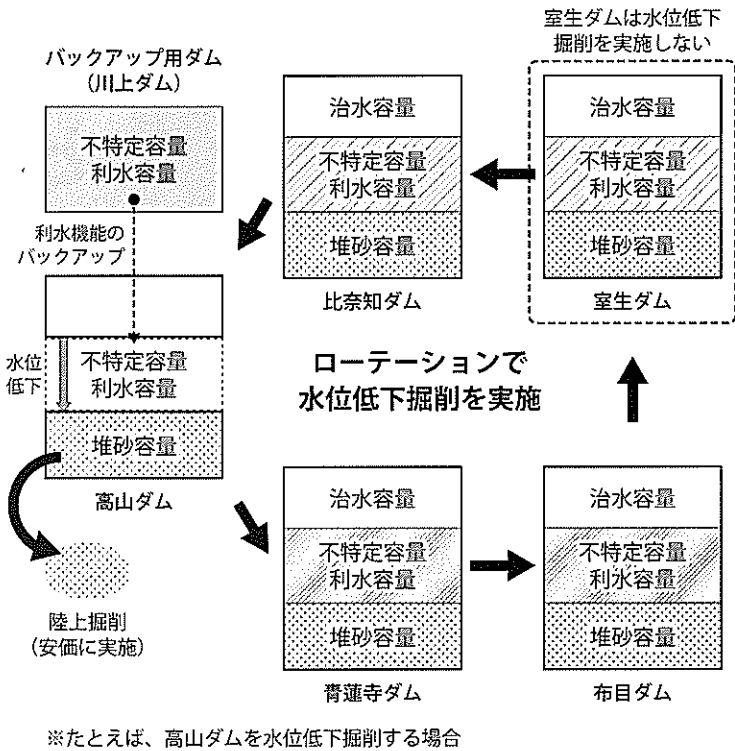 室生ダムは水位低下
掘削を実施しない
バックアップ用ダム
(川上ダム)
不特定容量
利水容量
利水機能の
バックアップ
水位
低下
不特定容量
利水容量
堆砂容量
高山ダム
陸上掘削
(安価に実施)
治水容量
不特定容量
利水容量
堆砂容量
比奈知ダム
治水容量
不特定容量
利水容量
堆砂容量
室生ダム
ローテーションで
水位低下掘削を実施
治水容量
不特定容量
利水容量
堆砂容量
青蓮寺ダム
治水容量
不特定容量
利水容量
堆砂容量
布目ダム
※たとえば、高山ダムを水位低下掘削する場合